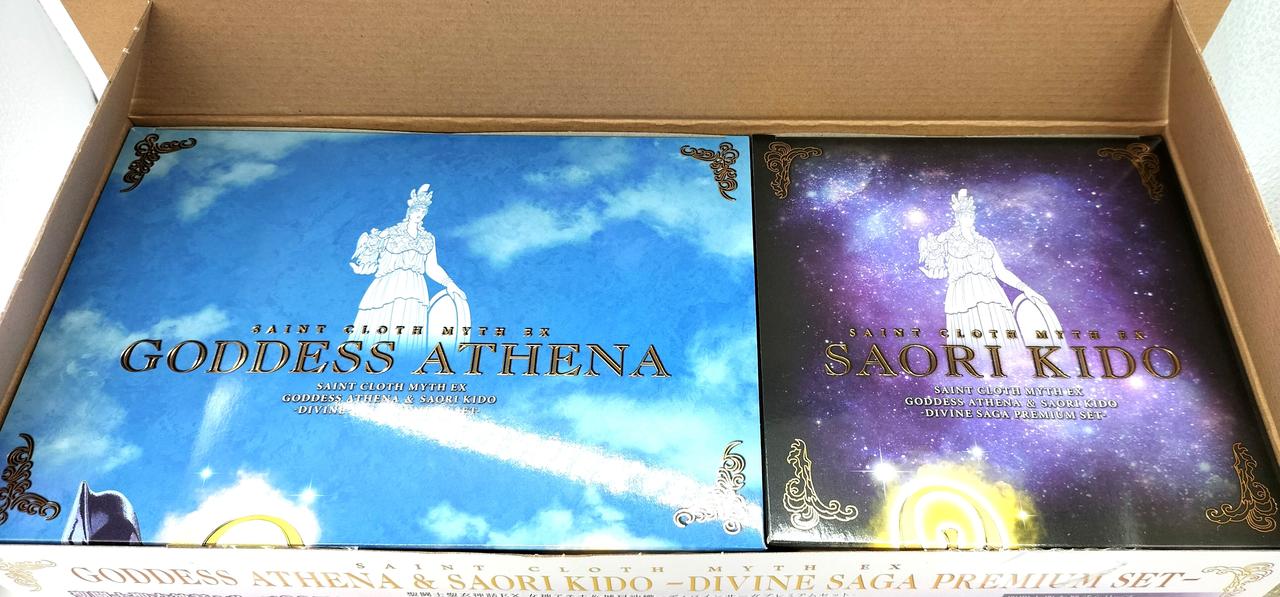 SAINT CLOTH MYTH EX
GODDESS ATHENA
SAINT CLOTH MYTH EX
GODDESS ATHENA & SAORI KIDO
-DIVINE SET-
SAINT CLOTH MYTH EX
SAORI KIDO
SAINT CLOTH MYTH EX
GODDESS ATHENA & SAORI KIDO
-DIVINE SAGA PREMIUM SET-
SAINT CLOTH MYTH EX
GODDESS ATHENA & SAORI KIDO -DIVINE SAGA PREMIUM SET-